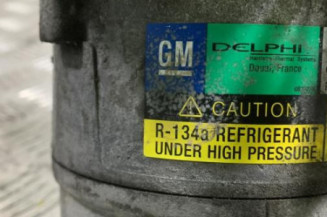 GM
DELPHI
Douai, France
CAUTION
R-134a REFRIGERANT
UNDER HIGH PRESSURE